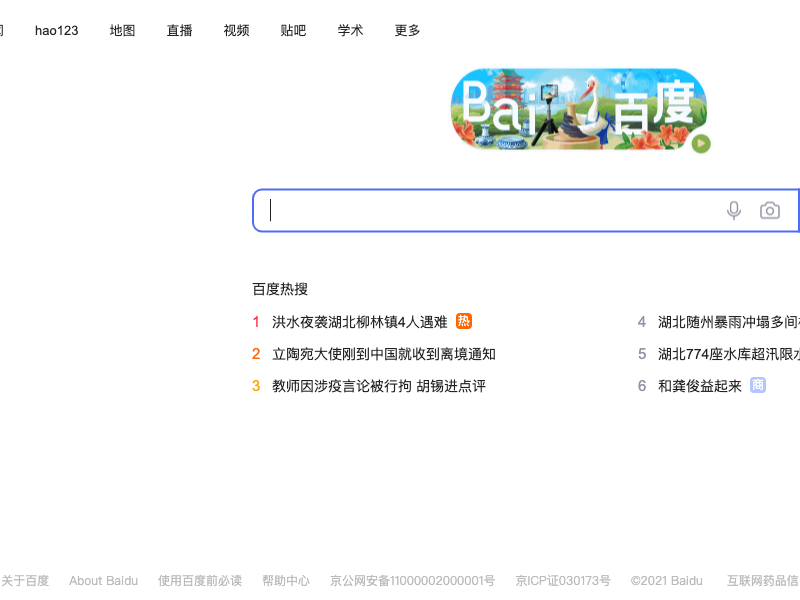 hao123 地图 直播 视频 贴吧 学术 更多
Bai 百度
百度热搜
1 洪水夜袭湖北柳林镇4人遇难 热
2 立陶宛大使刚到中国就收到离境通知
3 教师因涉疫言论被行拘 胡锡进点评
4 湖北随州暴雨冲塌多间
5 湖北774座水库超汛限
6 和龚俊益起来 商
关于百度 About Baidu 使用百度前必读 帮助中心 京公网安备11000002000001号 京ICP证030173号 ©2021 Baidu 互联网药品信